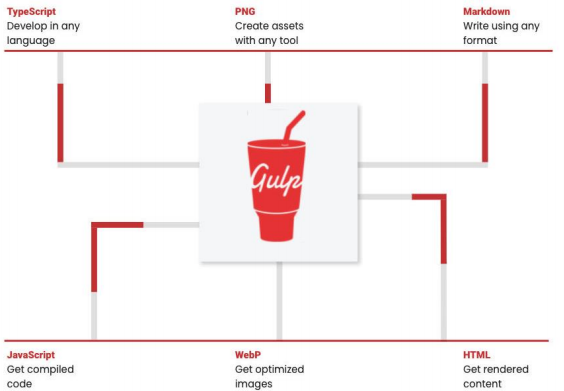 TypeScript
Develop in any
language
PNG
Create assets
with any tool
Markdown
Write using any
format
Gulp
JavaScript
Get compiled
code
WebP
Get optimized
images
HTML
Get rendered
content